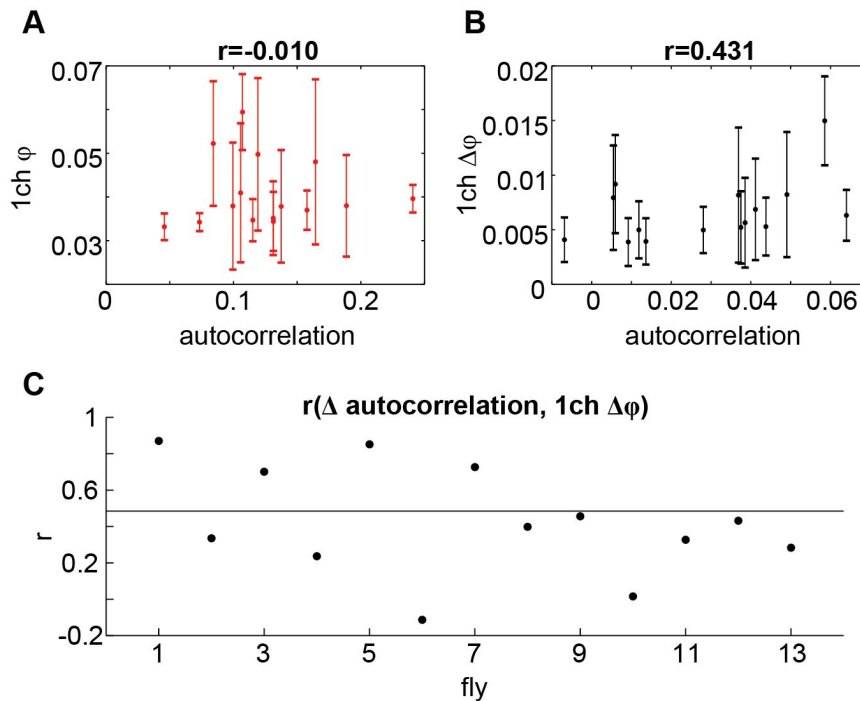 A
r=-0.010
0.07
0.05
0.03
1ch φ
0
0.1
0.2
autocorrelation
B
r=0.431
0.02
0.015
0.01
0.005
0
1ch Δφ
0
0.02
0.04
0.06
autocorrelation
C
r(Δ autocorrelation, 1ch Δφ)
1
0.6
0.2
-0.2
r
1
3
5
7
9
11
13
fly